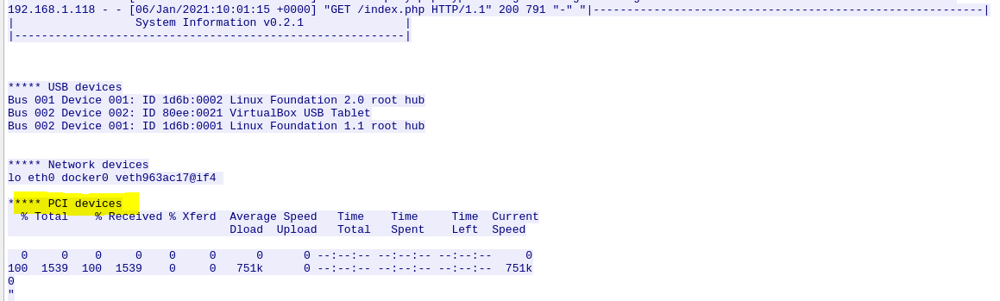 192.168.1.118 - - [06/Jan/2021:10:01:15 +0000] "GET /index.php HTTP/1.1" 200 791 "-" "|----------------------------------------------------------|
|                  System Information v0.2.1               |
|----------------------------------------------------------|
***** USB devices
Bus 001 Device 001: ID 1d6b:0002 Linux Foundation 2.0 root hub
Bus 002 Device 002: ID 80ee:0021 VirtualBox USB Tablet
Bus 002 Device 001: ID 1d6b:0001 Linux Foundation 1.1 root hub
***** Network devices
lo eth0 docker0 veth963ac17@if4
***** PCI devices
  % Total    % Received % Xferd  Average Speed   Time    Time     Time  Current
                                 Dload  Upload   Total   Spent    Left  Speed
  0     0    0     0    0     0      0      0 --:--:-- --:--:-- --:--:--     0
100  1539  100  1539    0     0   751k      0 --:--:-- --:--:-- --:--:--  751k
0
"